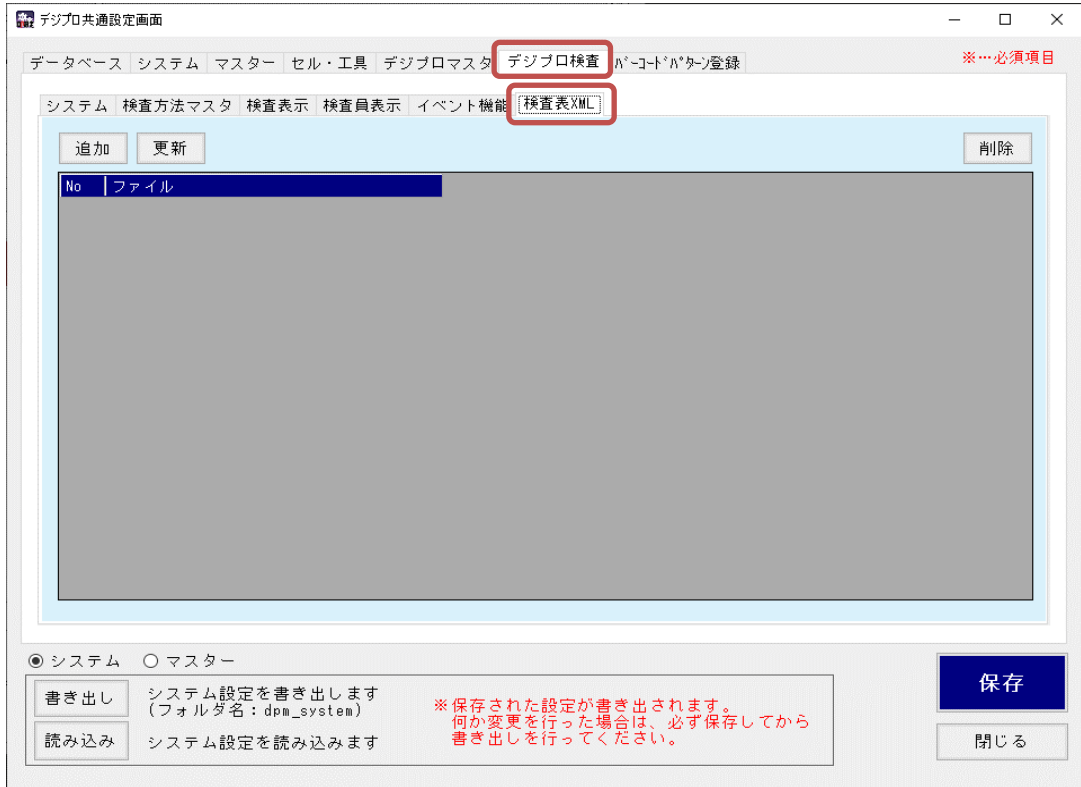 デジプロ共通設定画面
データベース システム マスター セル・工具 デジプロマスタ デジプロ検査 ﾊﾞｰｺｰﾄﾞﾊﾟﾀｰﾝ登録 ※…必須項目
システム 検査方法マスタ 検査表示 検査員表示 イベント機能 検査表XML
追加 更新 削除
No ファイル
システム マスター
書き出し システム設定を書き出します
(フォルダ名：dpm_system)
※保存された設定が書き出されます。
何か変更を行った場合は、必ず保存してから
書き出しを行ってください。
読み込み システム設定を読み込みます
保存
閉じる